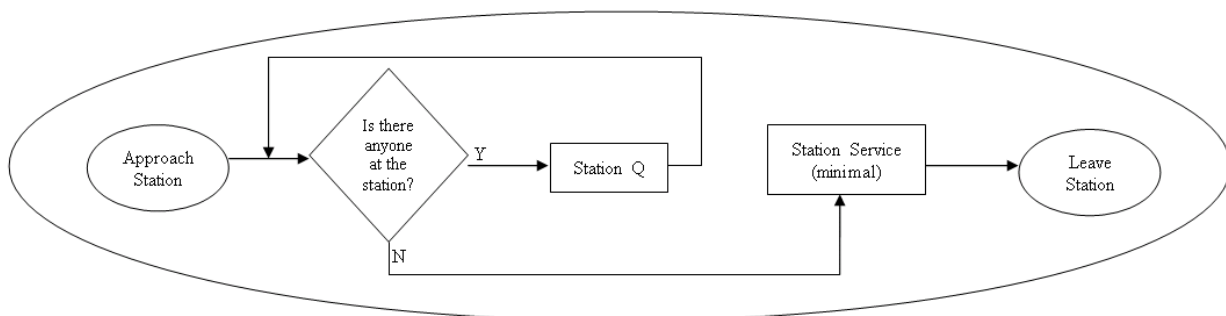 Approach
Station
Is there
anyone
at the
station?
Y
Station Q
N
Station Service
(minimal)
Leave
Station